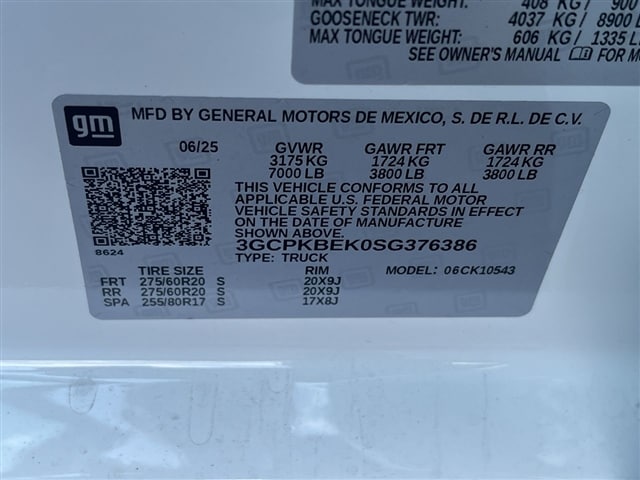 MAX TONGUE WEIGHT: 408 KG / 900
GOOSENECK TWR: 4037 KG / 8900 L
MAX TONGUE WEIGHT: 606 KG / 1335 L
SEE OWNER'S MANUAL FOR M
gm MFD BY GENERAL MOTORS DE MEXICO, S. DE R.L. DE C.V.
06/25 GVWR GAWR FRT GAWR RR
3175 KG 1724 KG 1724 KG
7000 LB 3800 LB 3800 LB
THIS VEHICLE CONFORMS TO ALL
APPLICABLE U.S. FEDERAL MOTOR
VEHICLE SAFETY STANDARDS IN EFFECT
ON THE DATE OF MANUFACTURE
SHOWN ABOVE.
8624 3GCPKBEK0SG376386
TYPE: TRUCK
TIRE SIZE RIM MODEL: 06CK10543
FRT 275/60R20 S 20X9J
RR 275/60R20 S 20X9J
SPA 255/80R17 S 17X8J